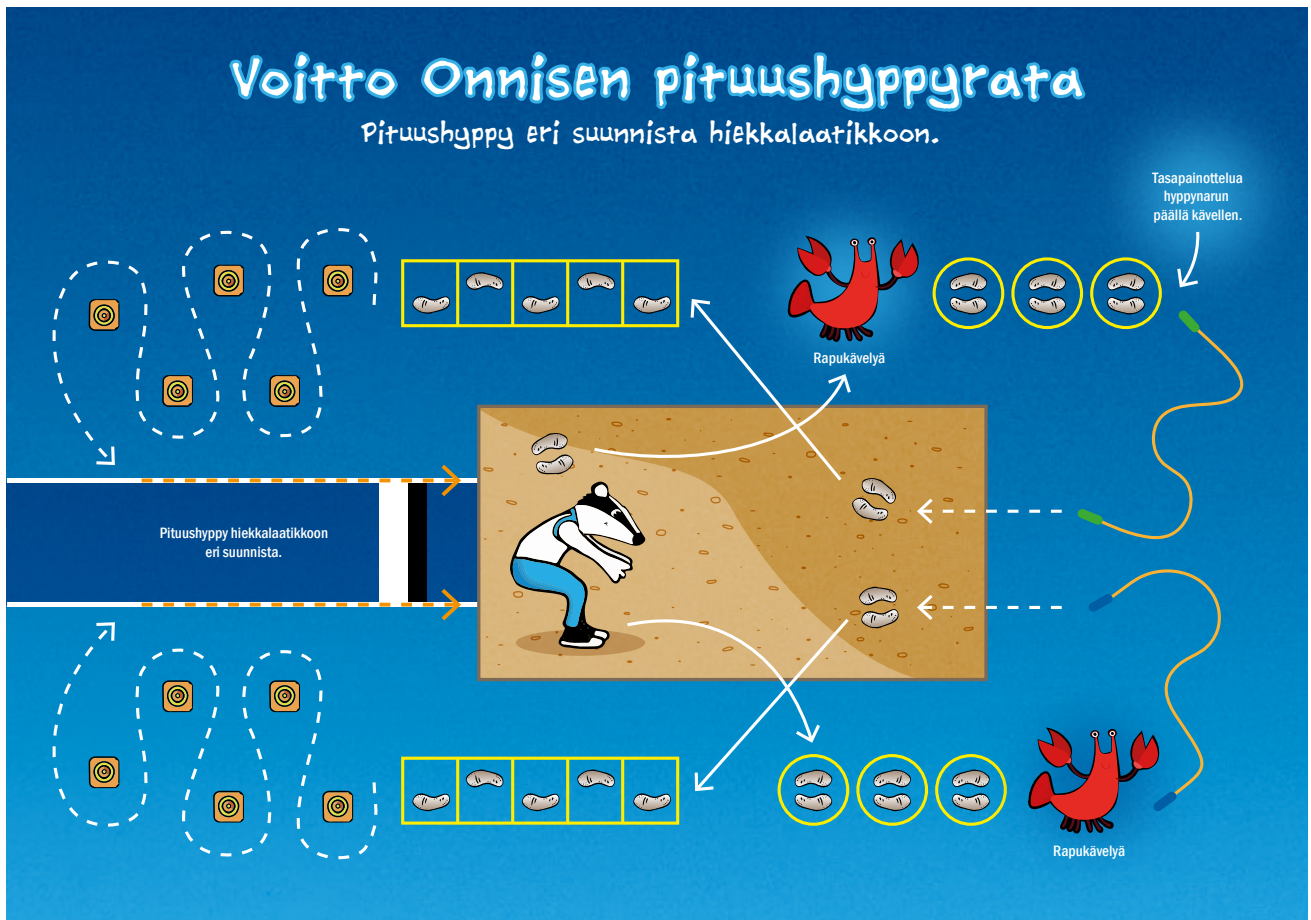 Voitto Onnisen pituushyppyrata
Pituushyppy eri suunnista hiekkalaatikkoon.
Tasapainottelua
hyppynarun
päällä kävellen.
Rapukävelyä
Pituushyppy hiekkalaatikkoon
eri suunnista.
Rapukävelyä